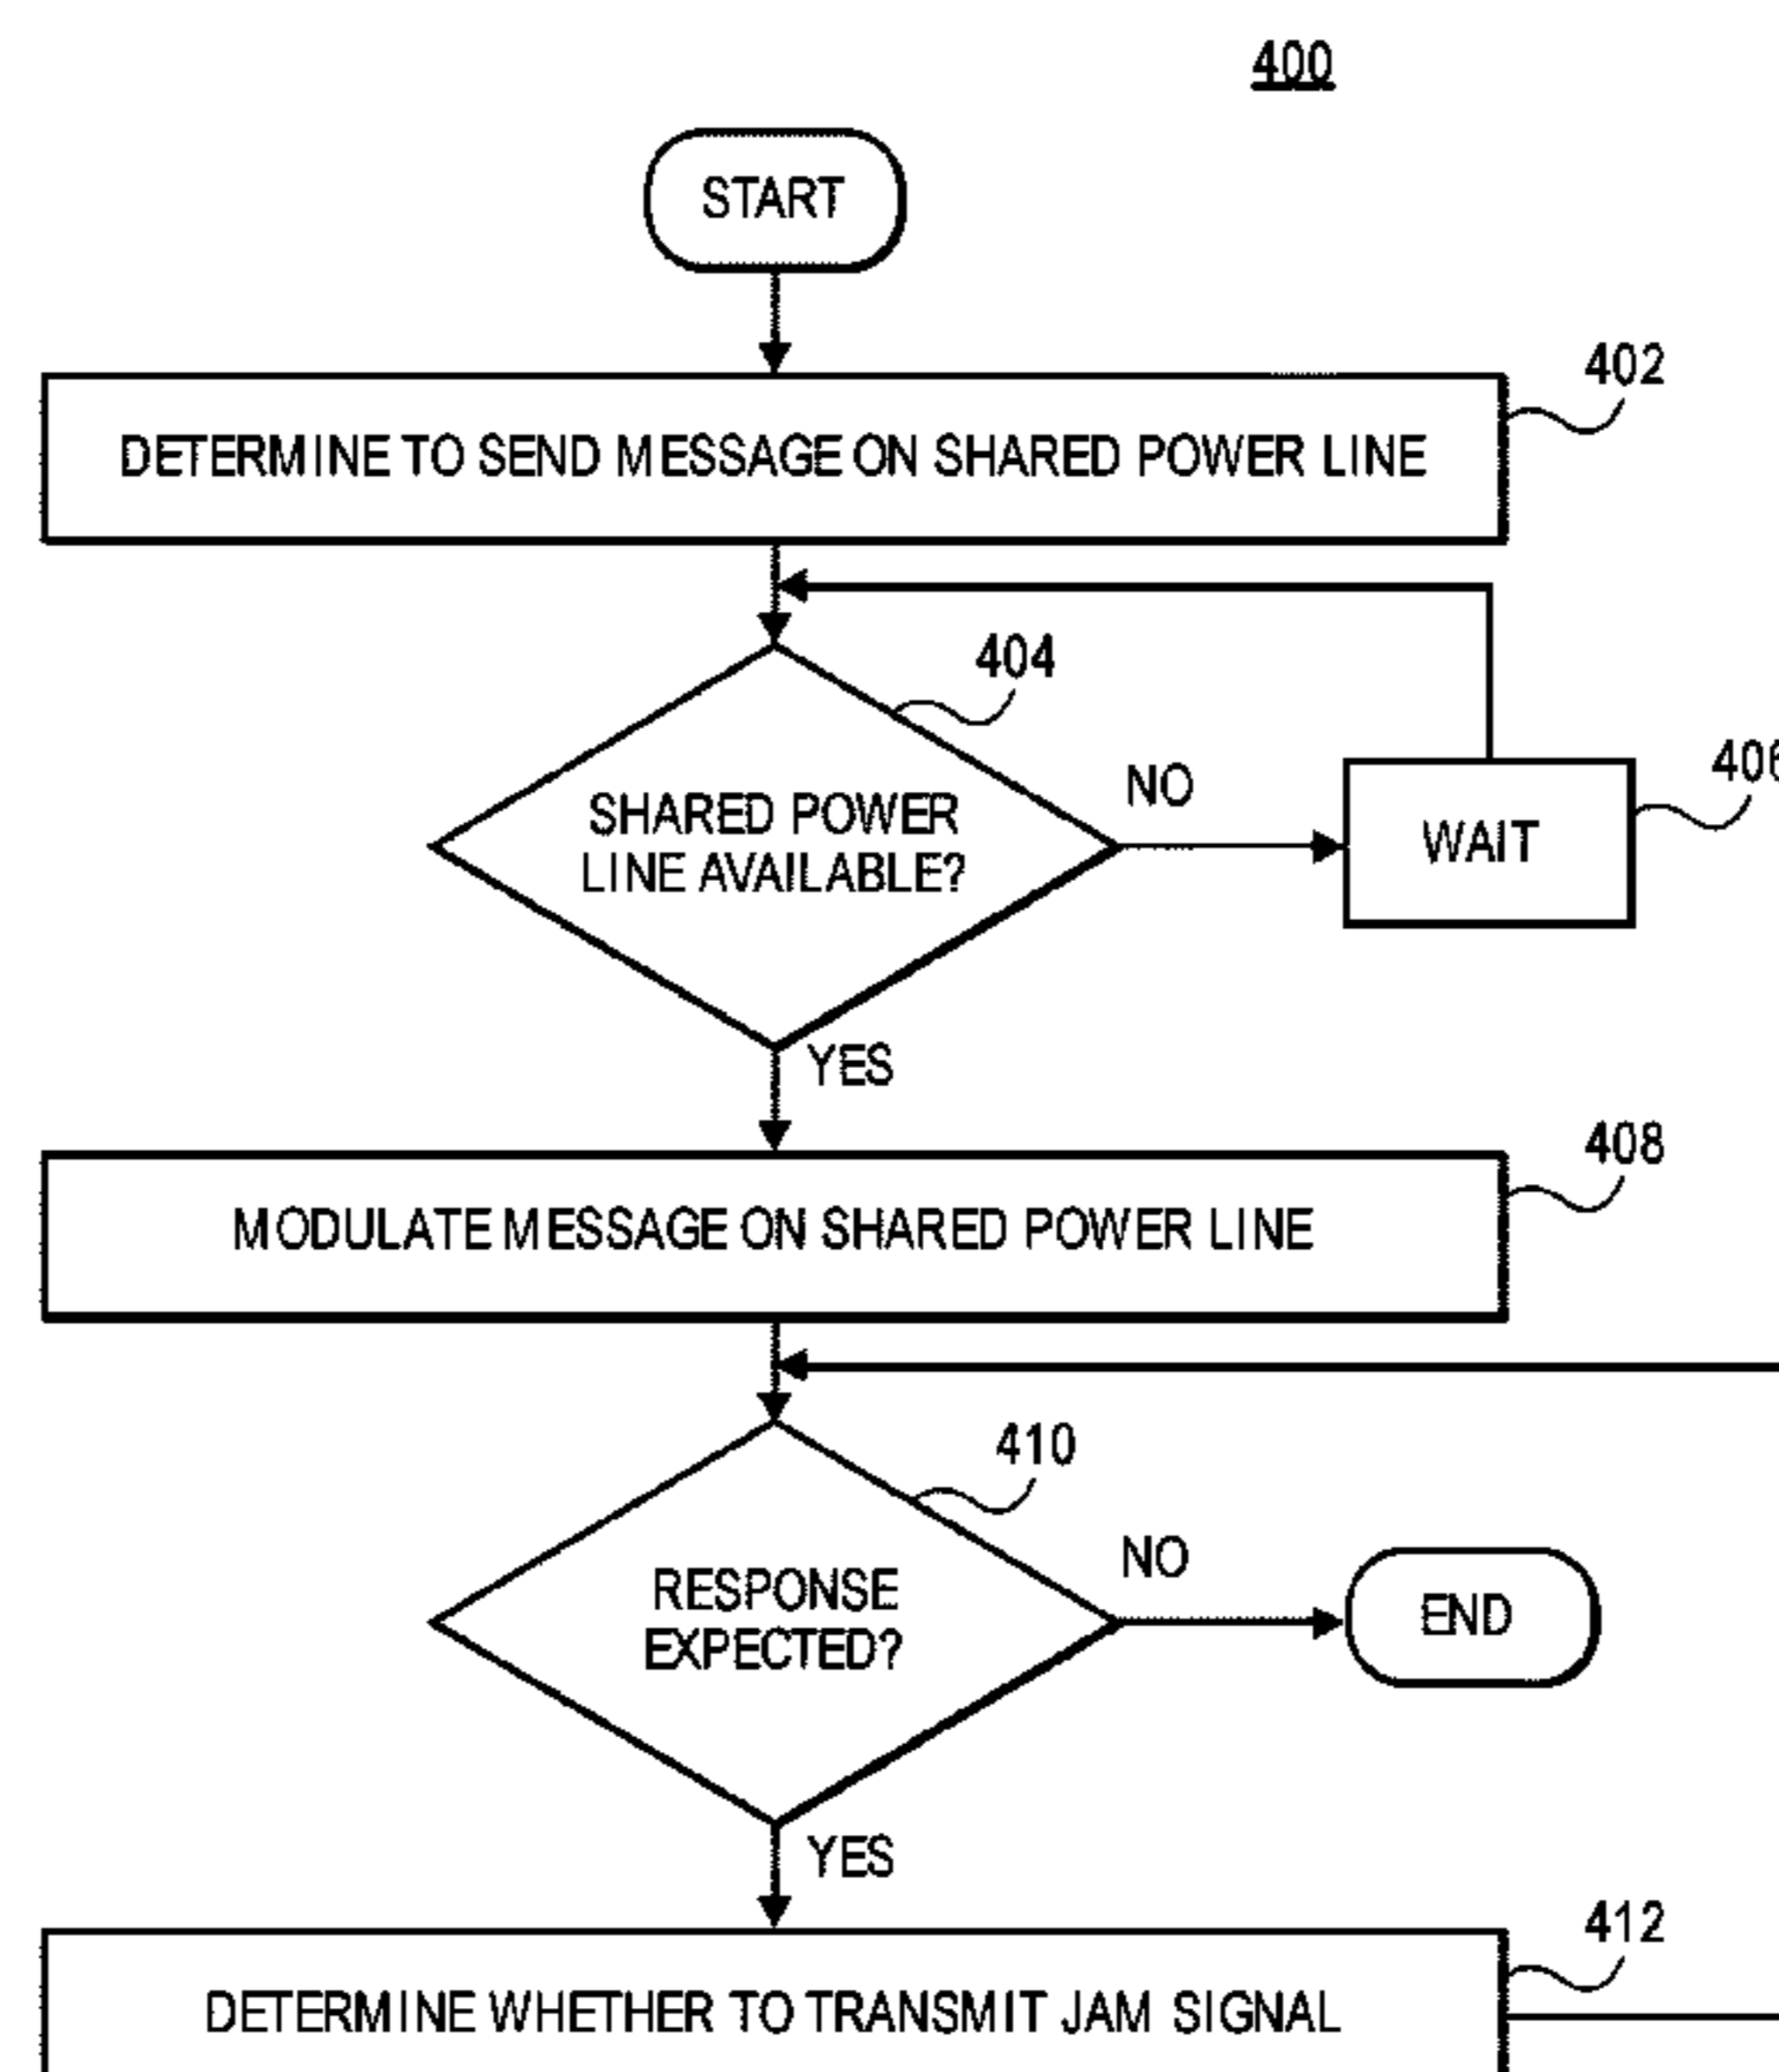 400
START
402
DETERMINE TO SEND MESSAGE ON SHARED POWER LINE
404
NO
406
SHARED POWER
LINE AVAILABLE?
WAIT
YES
408
MODULATE MESSAGE ON SHARED POWER LINE
410
NO
RESPONSE
EXPECTED?
END
YES
412
DETERMINE WHETHER TO TRANSMIT JAM SIGNAL